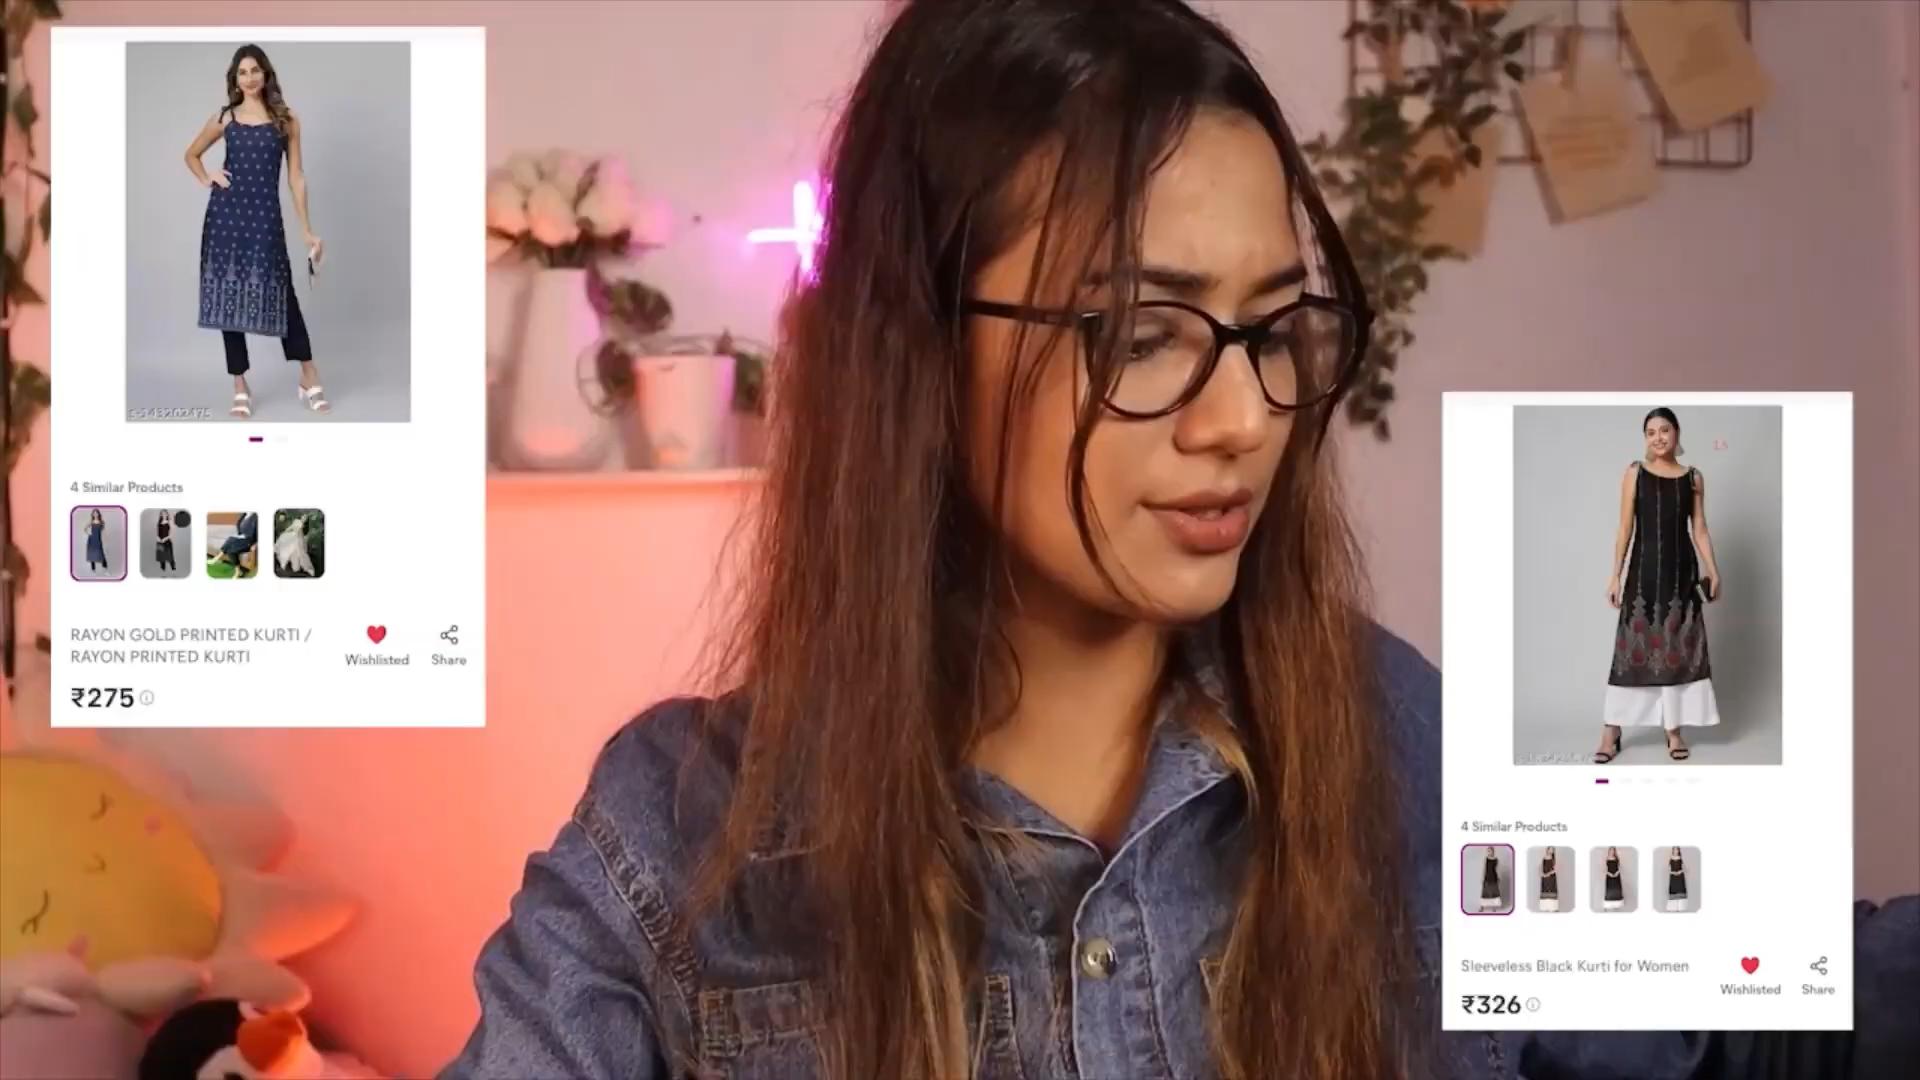 4 Similar Products
RAYON GOLD PRINTED KURTI /
RAYON PRINTED KURTI
Wishlisted
Share
₹275
4 Similar Products
Sleeveless Black Kurti for Women
Wishlisted
Share
₹326